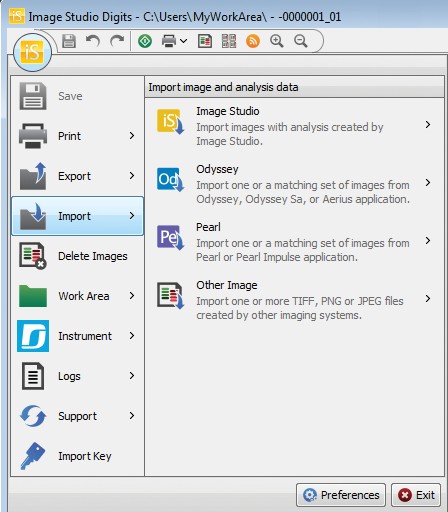 Image Studio Digits - C:\Users\MyWorkArea\ - -0000001_01
iS
Save
Print
Export
Import
Delete Images
Work Area
Instrument
Logs
Support
Import Key
Import image and analysis data
iS
Image Studio
Import images with analysis created by
Image Studio.
Od
Odyssey
Import one or a matching set of images from
Odyssey, Odyssey Sa, or Aerius application.
Pe
Pearl
Import one or a matching set of images from
Pearl or Pearl Impulse application.
Other Image
Import one or more TIFF, PNG or JPEG files
created by other imaging systems.
Preferences
Exit